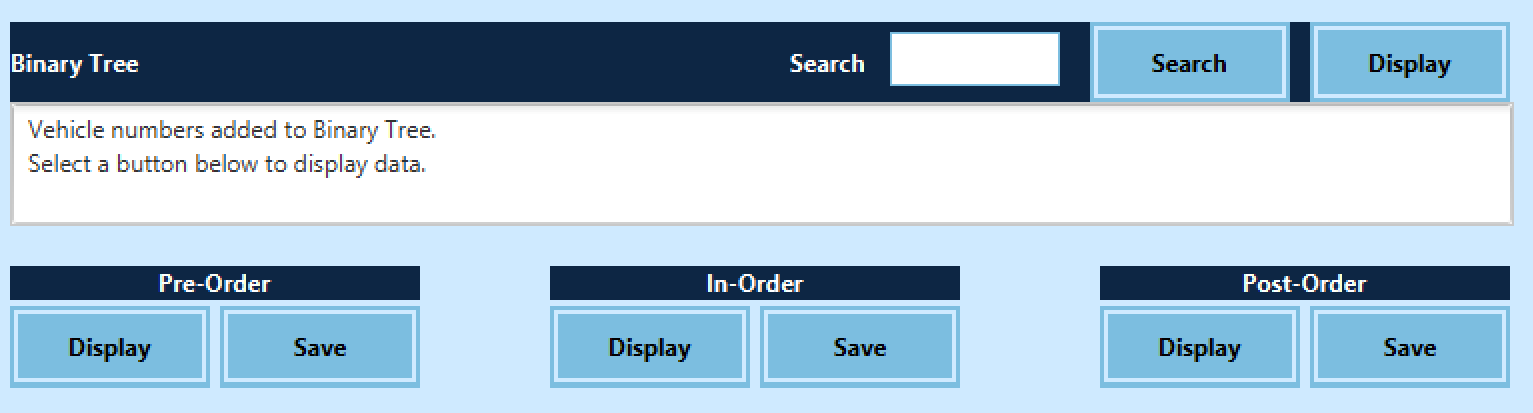 Binary Tree
Search
Search
Display
Vehicle numbers added to Binary Tree.
Select a button below to display data.
Pre-Order
In-Order
Post-Order
Display
Save
Display
Save
Display
Save